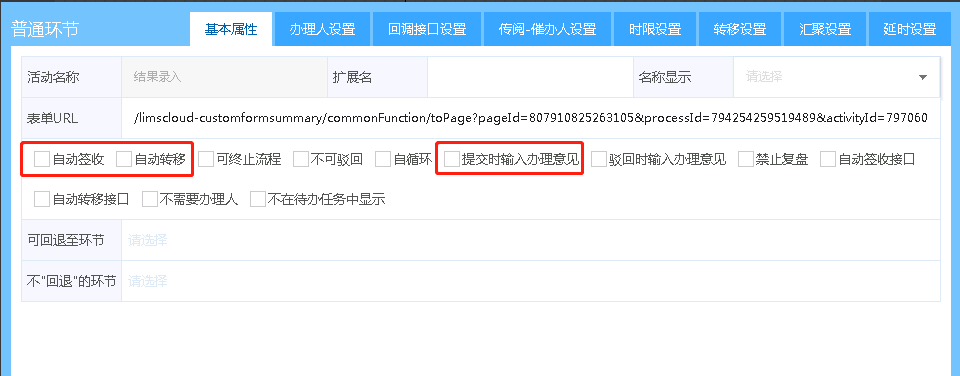 普通环节 基本属性 办理人设置 回调接口设置 传阅-催办人设置 时限设置 转移设置 汇聚设置 延时设置
活动名称 结果录入 扩展名 名称显示 请选择
表单URL /limscloud-customformsummary/commonFunction/toPage?pageId=807910825263105&processId=794254259519489&activityId=797060
自动签收 自动转移 可终止流程 不可驳回 自循环 提交时输入办理意见 驳回时输入办理意见 禁止复盘 自动签收接口
自动转移接口 不需要办理人 不在待办任务中显示
可回退至环节 请选择
不"回退"的环节 请选择